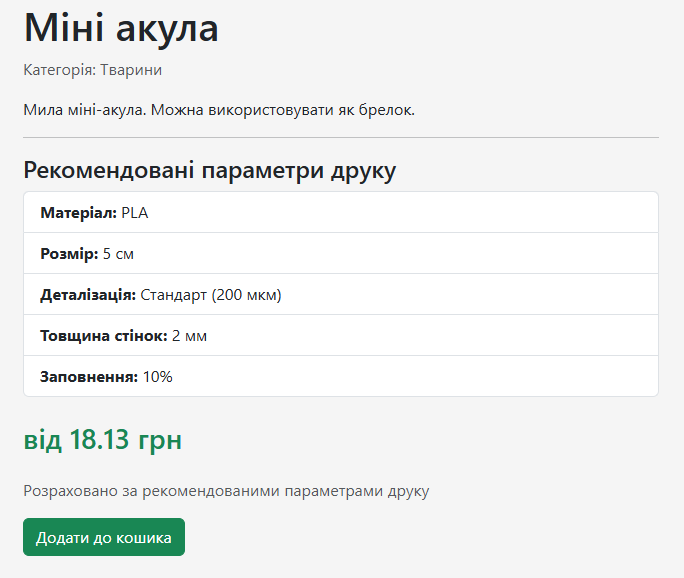 Міні акула
Категорія: Тварини
Мила міні-акула. Можна використовувати як брелок.
Рекомендовані параметри друку
Матеріал: PLA
Розмір: 5 см
Деталізація: Стандарт (200 мкм)
Товщина стінок: 2 мм
Заповнення: 10%
від 18.13 грн
Розраховано за рекомендованими параметрами друку
Додати до кошика